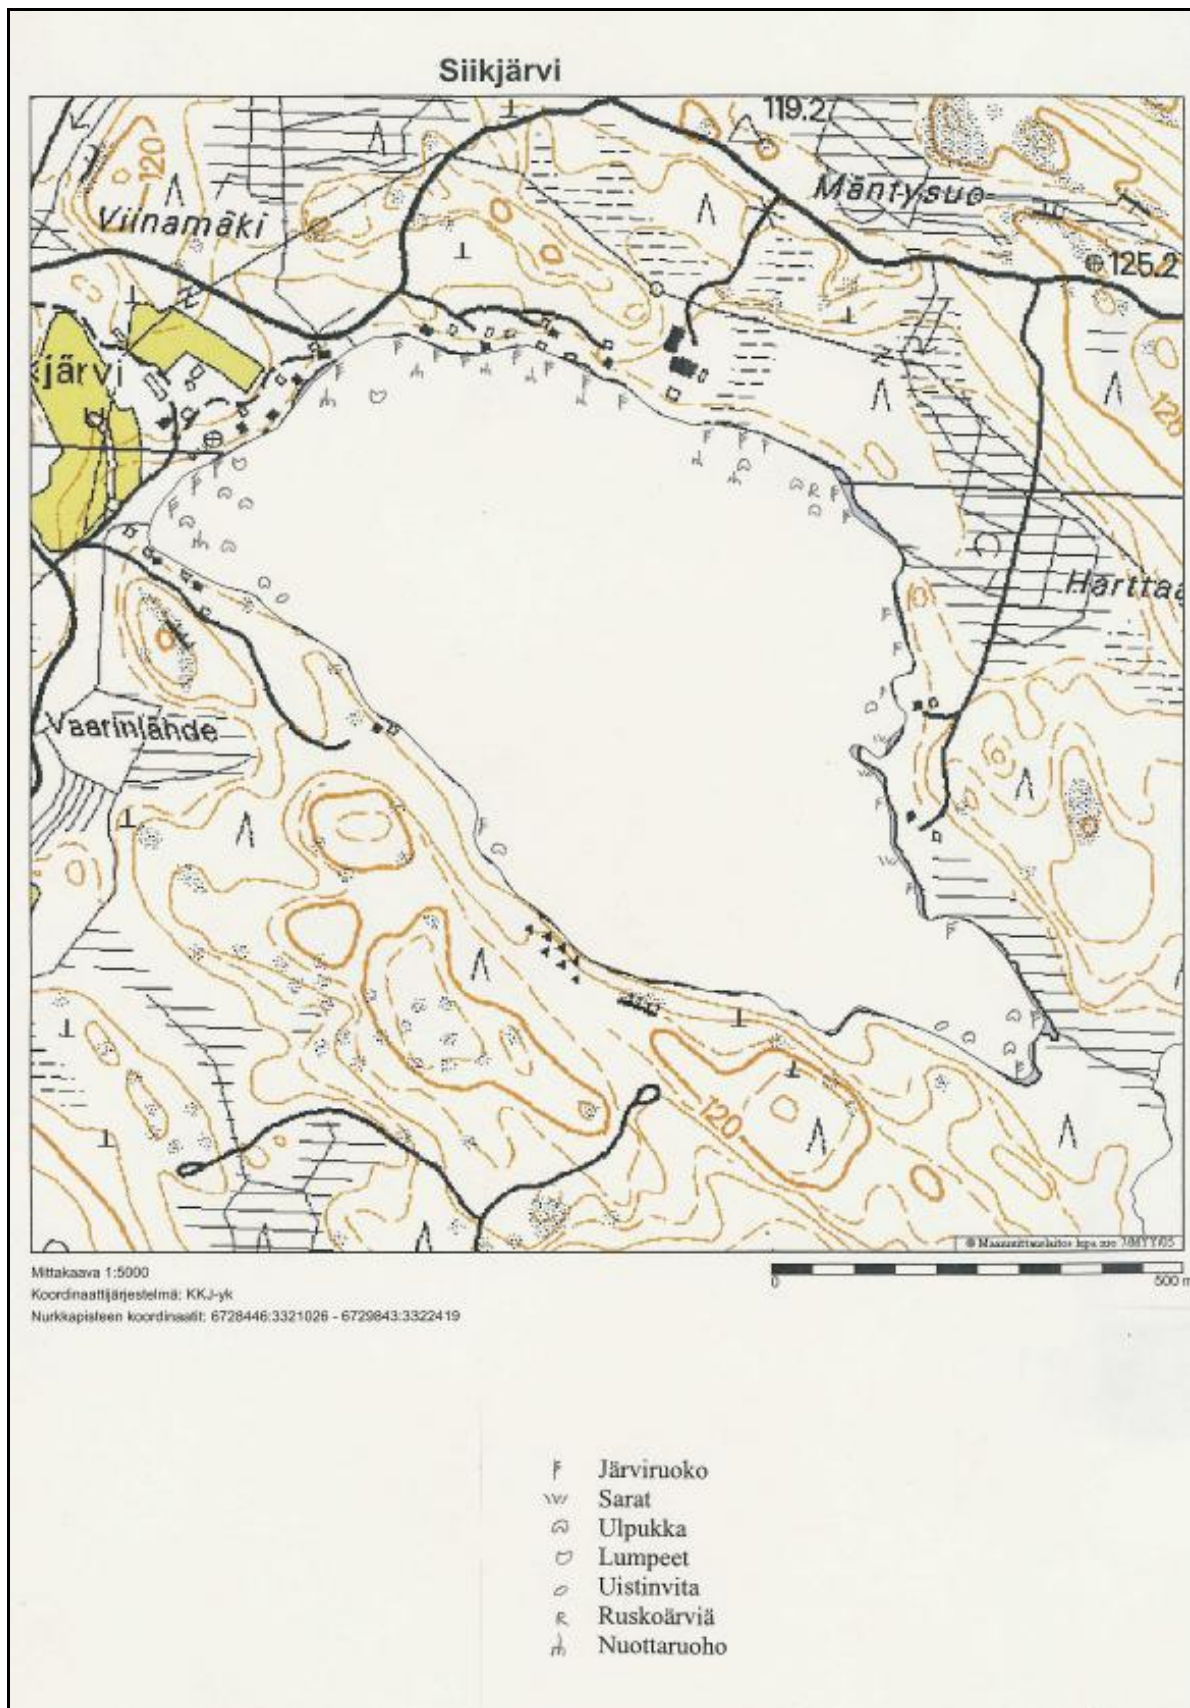 Siikjärvi
119.2
120
Mäntysuo
Viinamäki
125.2
järvi
Harttaa
Vaarinlähde
120
Mittakaava 1:5000
Koordinaattijärjestelmä: KKJ-yk
Nurkkapisteen koordinaatit: 6728446:3321026 - 6729843:3322419
0
500 m
Järviruoko
Sarat
Ulpukka
Lumpeet
Uistinvita
Ruskoärviä
Nuottaruoho